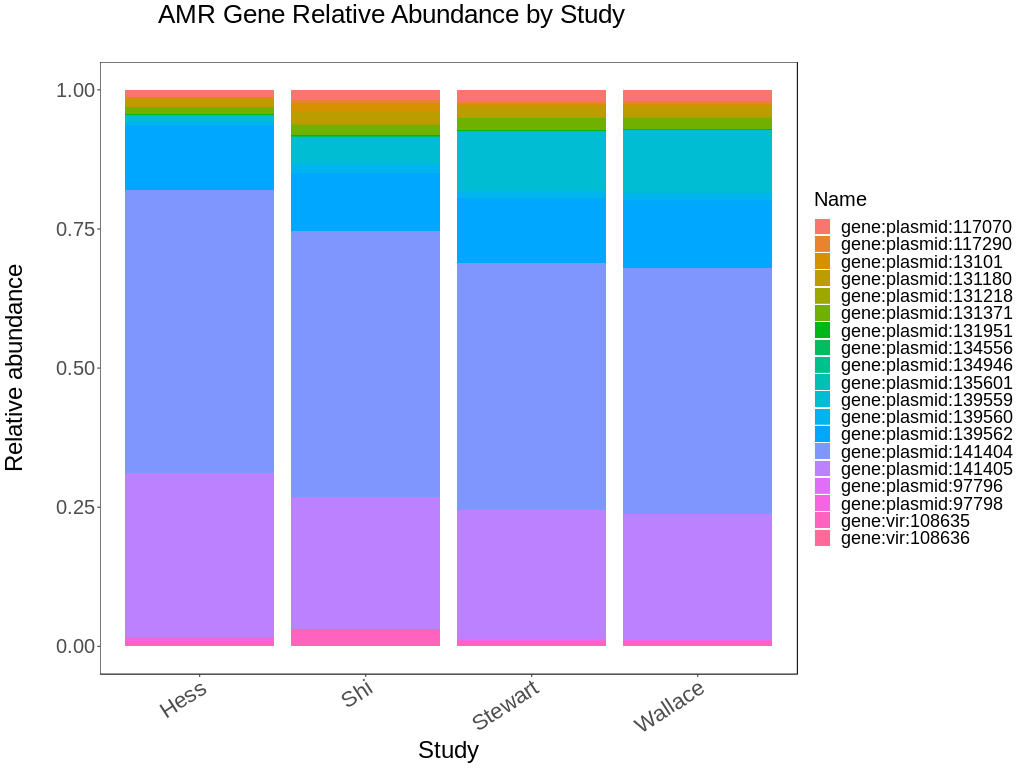 AMR Gene Relative Abundance by Study
Relative abundance
1.00
0.75
0.50
0.25
0.00
Hess
Shi
Stewart
Wallace
Study
Name
gene:plasmid:117070
gene:plasmid:117290
gene:plasmid:13101
gene:plasmid:131180
gene:plasmid:131218
gene:plasmid:131371
gene:plasmid:131951
gene:plasmid:134556
gene:plasmid:134946
gene:plasmid:135601
gene:plasmid:139559
gene:plasmid:139560
gene:plasmid:139562
gene:plasmid:141404
gene:plasmid:141405
gene:plasmid:97796
gene:plasmid:97798
gene:vir:108635
gene:vir:108636